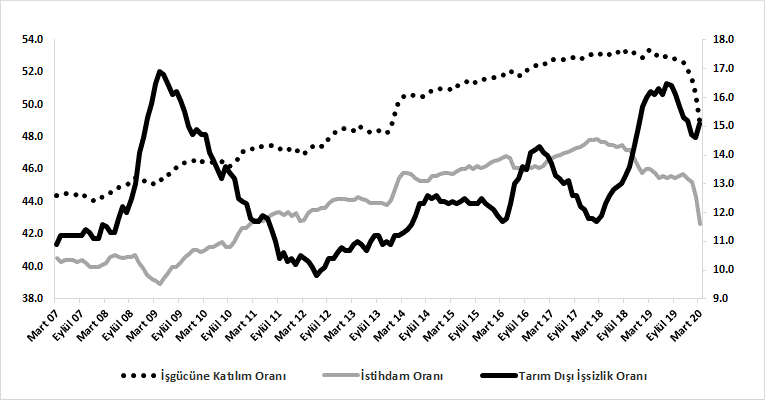 54.0
52.0
50.0
48.0
46.0
44.0
42.0
40.0
38.0
18.0
17.0
16.0
15.0
14.0
13.0
12.0
11.0
10.0
9.0
Mart 07
Eylül 07
Mart 08
Eylül 08
Mart 09
Eylül 09
Mart 10
Eylül 10
Mart 11
Eylül 11
Mart 12
Eylül 12
Mart 13
Eylül 13
Mart 14
Eylül 14
Mart 15
Eylül 15
Mart 16
Eylül 16
Mart 17
Eylül 17
Mart 18
Eylül 18
Mart 19
Eylül 19
Mart 20
İşgücüne Katılım Oranı
İstihdam Oranı
Tarım Dışı İşsizlik Oranı